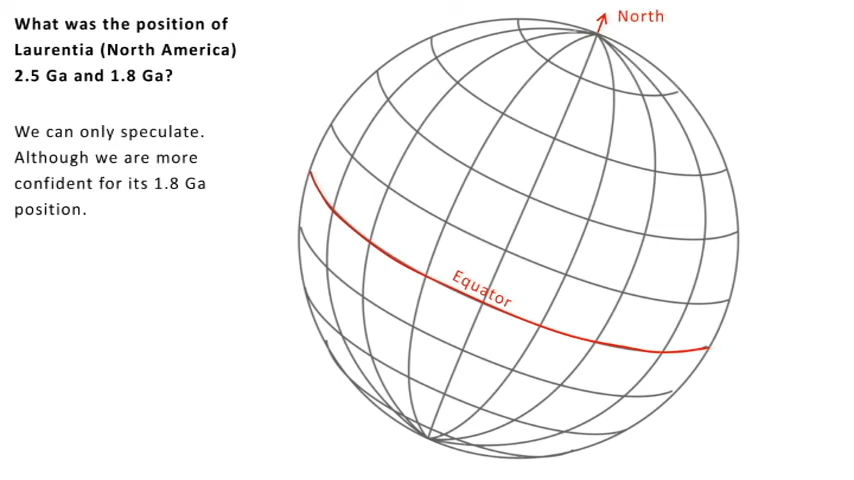 What was the position of
Laurentia (North America)
2.5 Ga and 1.8 Ga?
We can only speculate.
Although we are more
confident for its 1.8 Ga
position.
North
Equator